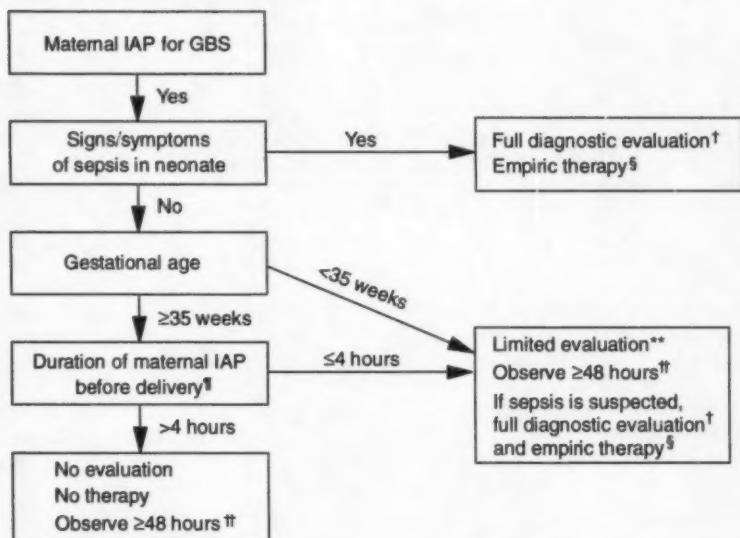 Maternal IAP for GBS
Yes
Signs/symptoms
of sepsis in neonate
Yes
Full diagnostic evaluation†
Empiric therapy§
No
Gestational age
<35 weeks
≥35 weeks
Duration of maternal IAP
before delivery¶
≤4 hours
Limited evaluation**
Observe ≥48 hours††
If sepsis is suspected,
full diagnostic evaluation†
and empiric therapy§
>4 hours
No evaluation
No therapy
Observe ≥48 hours††